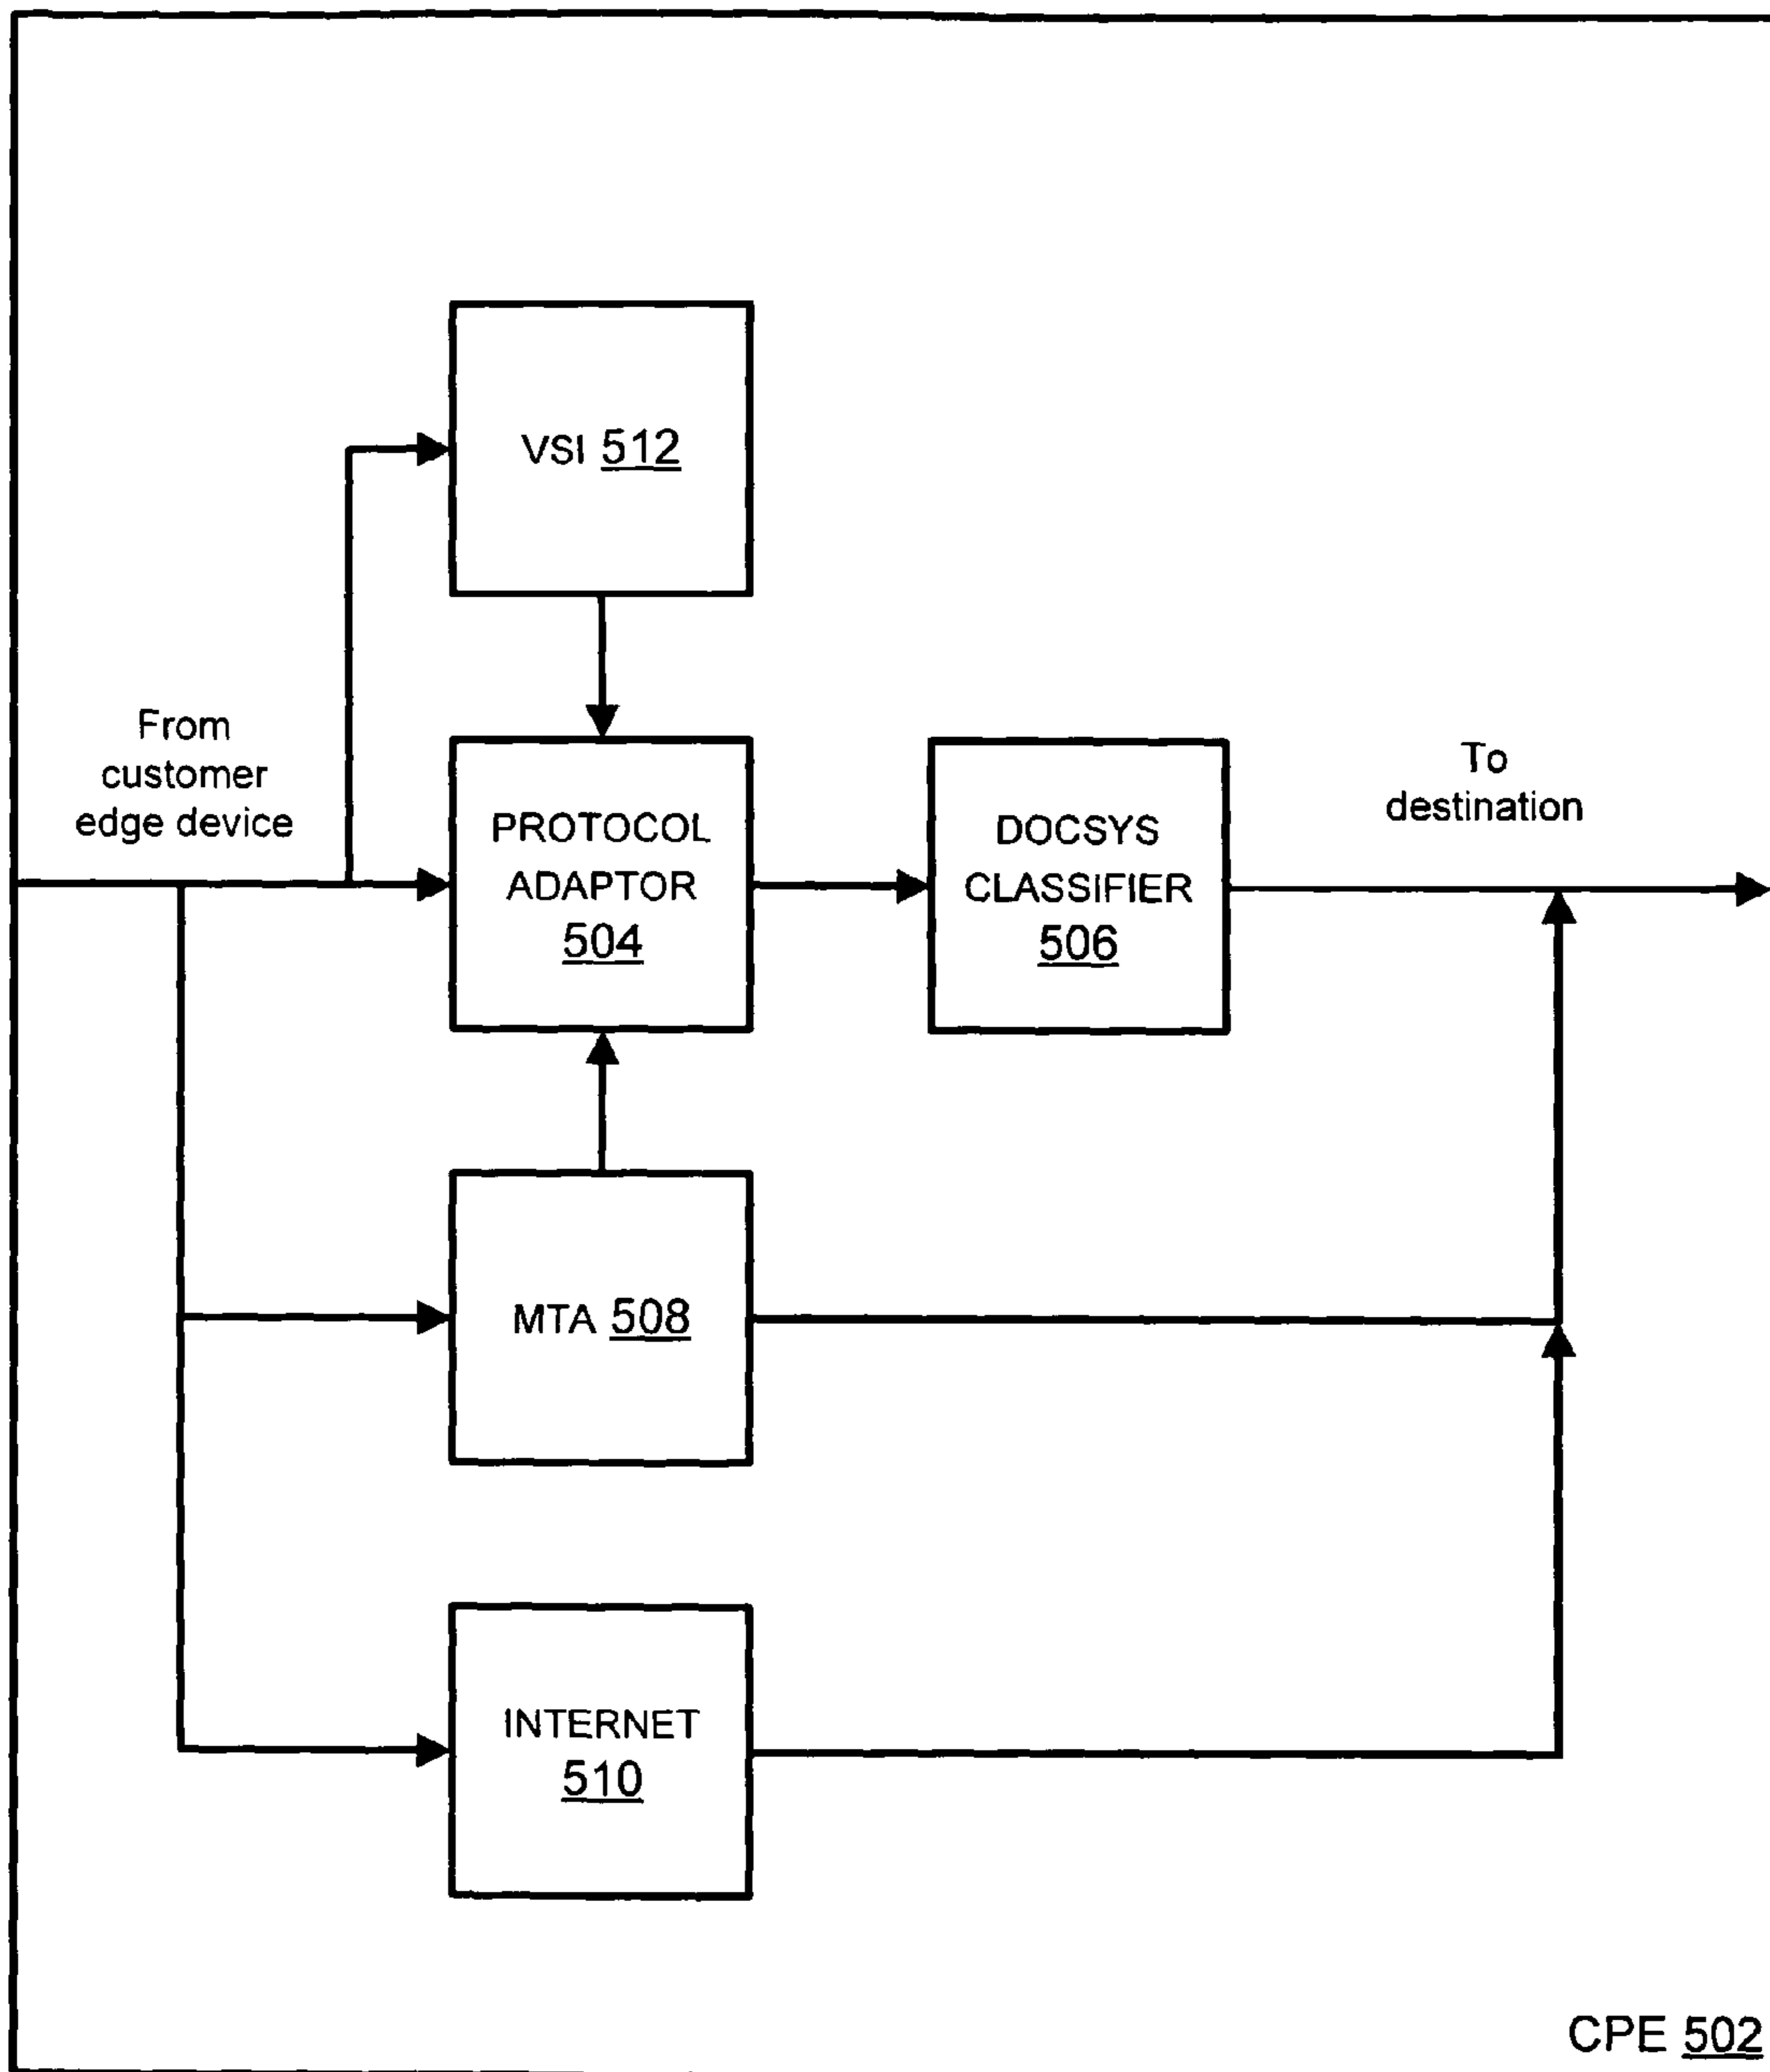 VSI 512
From
customer
edge device
PROTOCOL
ADAPTOR
504
DOCSYS
CLASSIFIER
506
To
destination
MTA 508
INTERNET
510
CPE 502